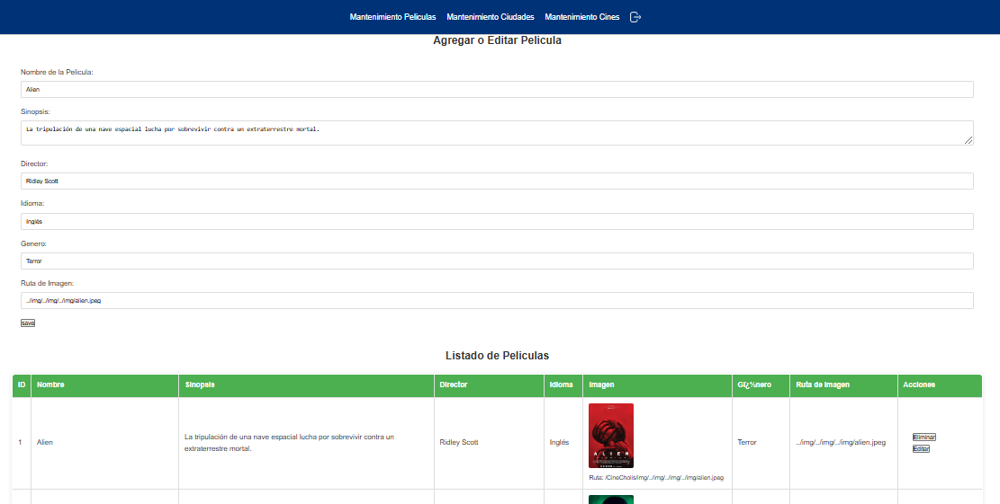 Mantenimiento Peliculas Mantenimiento Ciudades Mantenimiento Cines
Agregar o Editar Pelicula
Nombre de la Pelicula:
Alien
Sinopsis:
La tripulación de una nave espacial lucha por sobrevivir contra un extraterrestre mortal.
Director:
Ridley Scott
Idioma:
Inglés
Genero:
Terror
Ruta de Imagen:
../img/../img/../img/alien.jpeg
save
Listado de Peliculas
ID Nombre Sinopsis Director Idioma Imagen Gï¿½nero Ruta de Imagen Acciones
1 Alien La tripulación de una nave espacial lucha por sobrevivir contra un extraterrestre mortal. Ridley Scott Inglés ALIEN Terror ../img/../img/../img/alien.jpeg Eliminar
Editar
Ruta: /CineCholis/img/../img/../img/../img/alien.jpeg